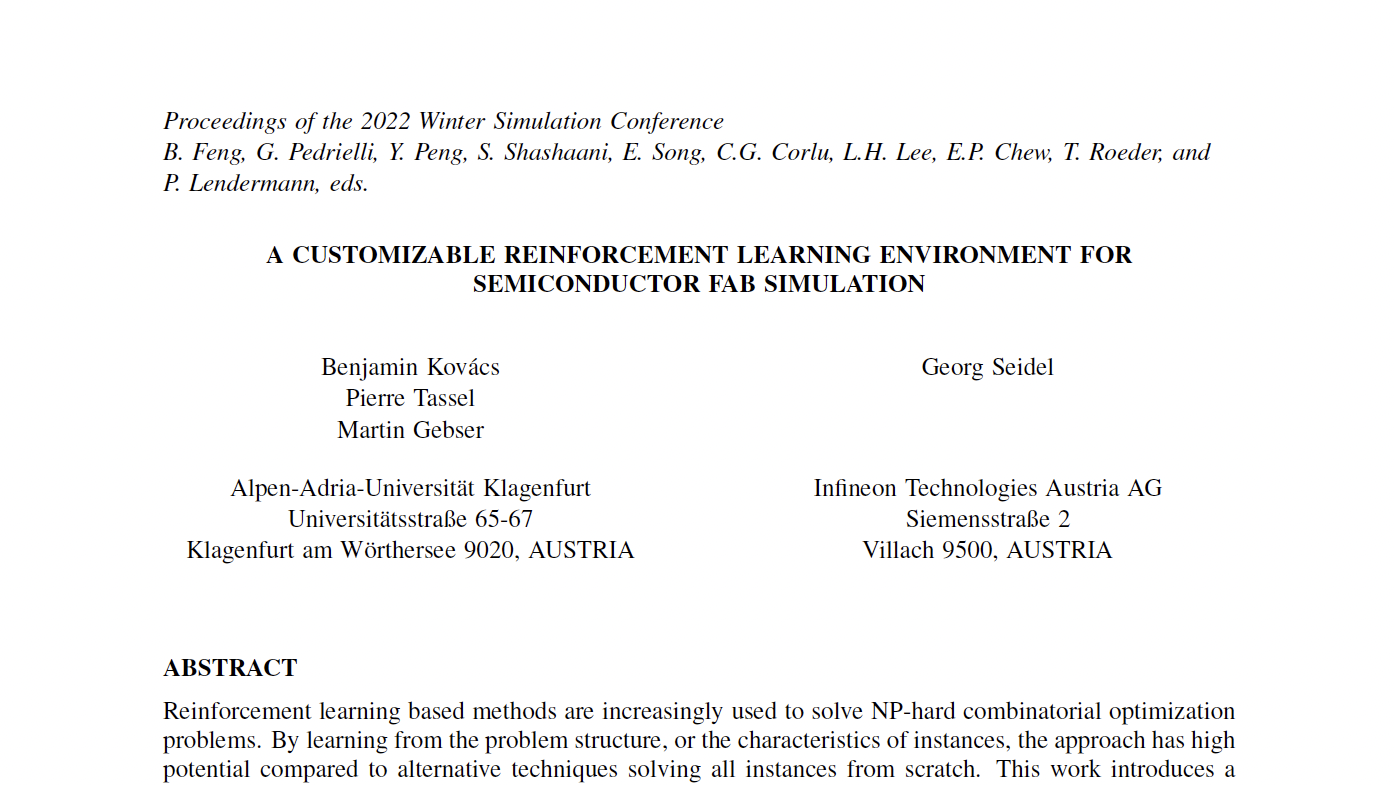 Proceedings of the 2022 Winter Simulation Conference
B. Feng, G. Pedrielli, Y. Peng, S. Shashaani, E. Song, C.G. Corlu, L.H. Lee, E.P. Chew, T. Roeder, and
P. Lendermann, eds.
A CUSTOMIZABLE REINFORCEMENT LEARNING ENVIRONMENT FOR
SEMICONDUCTOR FAB SIMULATION
Benjamin Kovács
Pierre Tassel
Martin Gebser
Alpen-Adria-Universität Klagenfurt
Universitätsstraße 65-67
Klagenfurt am Wörthersee 9020, AUSTRIA
Georg Seidel
Infineon Technologies Austria AG
Siemensstraße 2
Villach 9500, AUSTRIA
ABSTRACT
Reinforcement learning based methods are increasingly used to solve NP-hard combinatorial optimization
problems. By learning from the problem structure, or the characteristics of instances, the approach has high
potential compared to alternative techniques solving all instances from scratch. This work introduces a